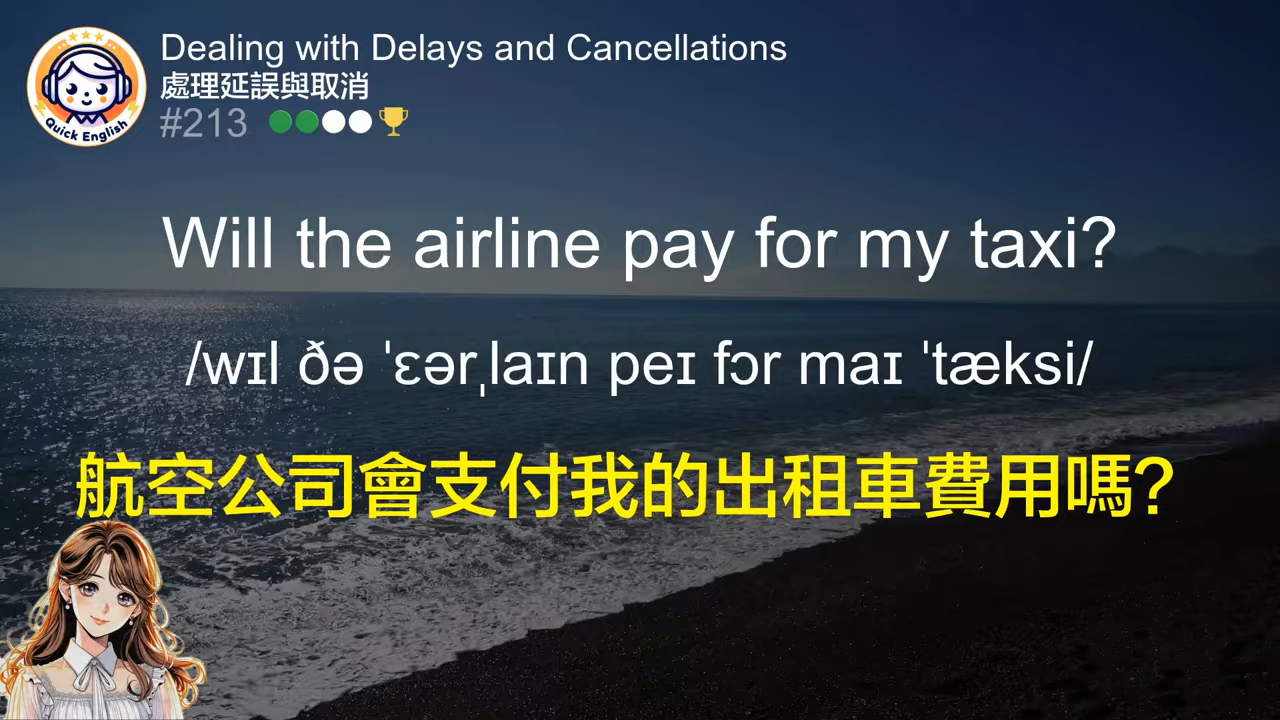 Dealing with Delays and Cancellations
處理延誤與取消
#213
Quick English
Will the airline pay for my taxi?
/wɪl ðə ˈɛərˌlaɪn peɪ fɔr maɪ ˈtæksi/
航空公司會支付我的出租車費用嗎?